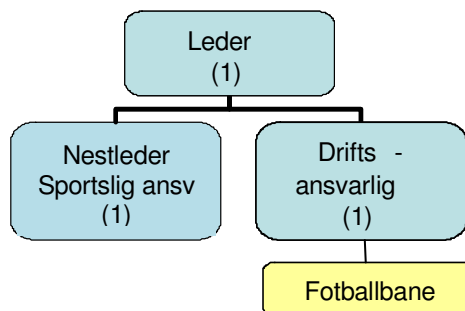 Leder
(1)
Nestleder
Sportslig ansv
(1)
Drifts -
ansvarlig
(1)
Fotballbane